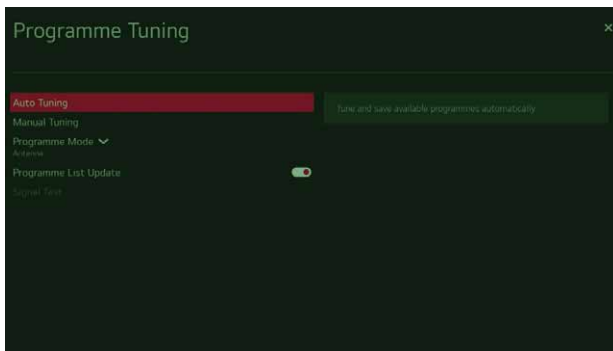 Programme Tuning
Auto Tuning
Tune and save available programmes automatically
Manual Tuning
Programme Mode
Antenna
Programme List Update
Signal Test